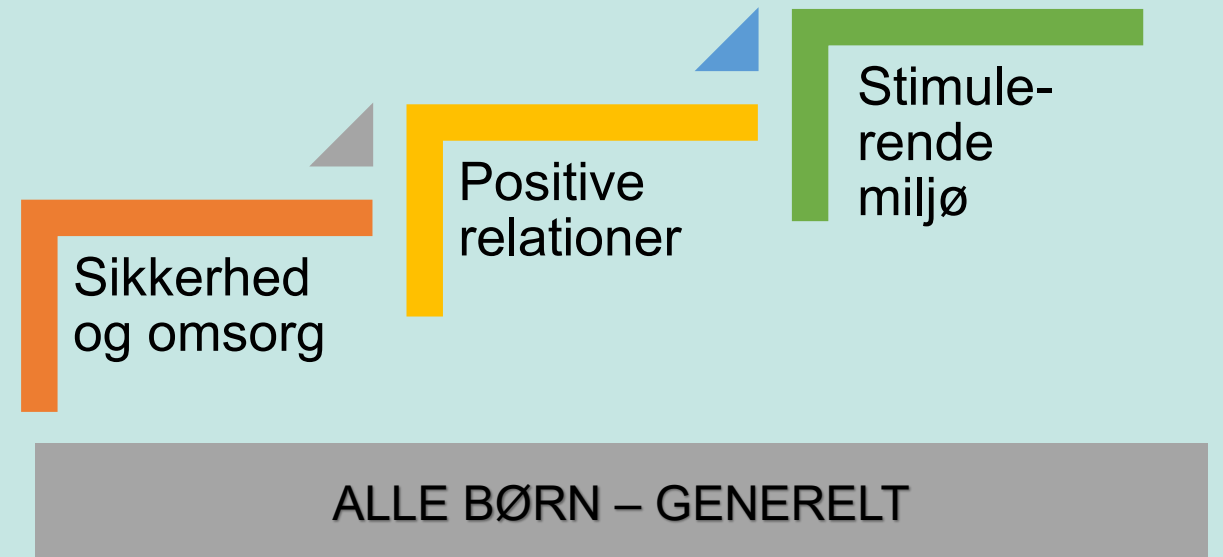 Sikkerhed
og omsorg
Positive
relationer
Stimule-
rende
miljø
ALLE BØRN – GENERELT